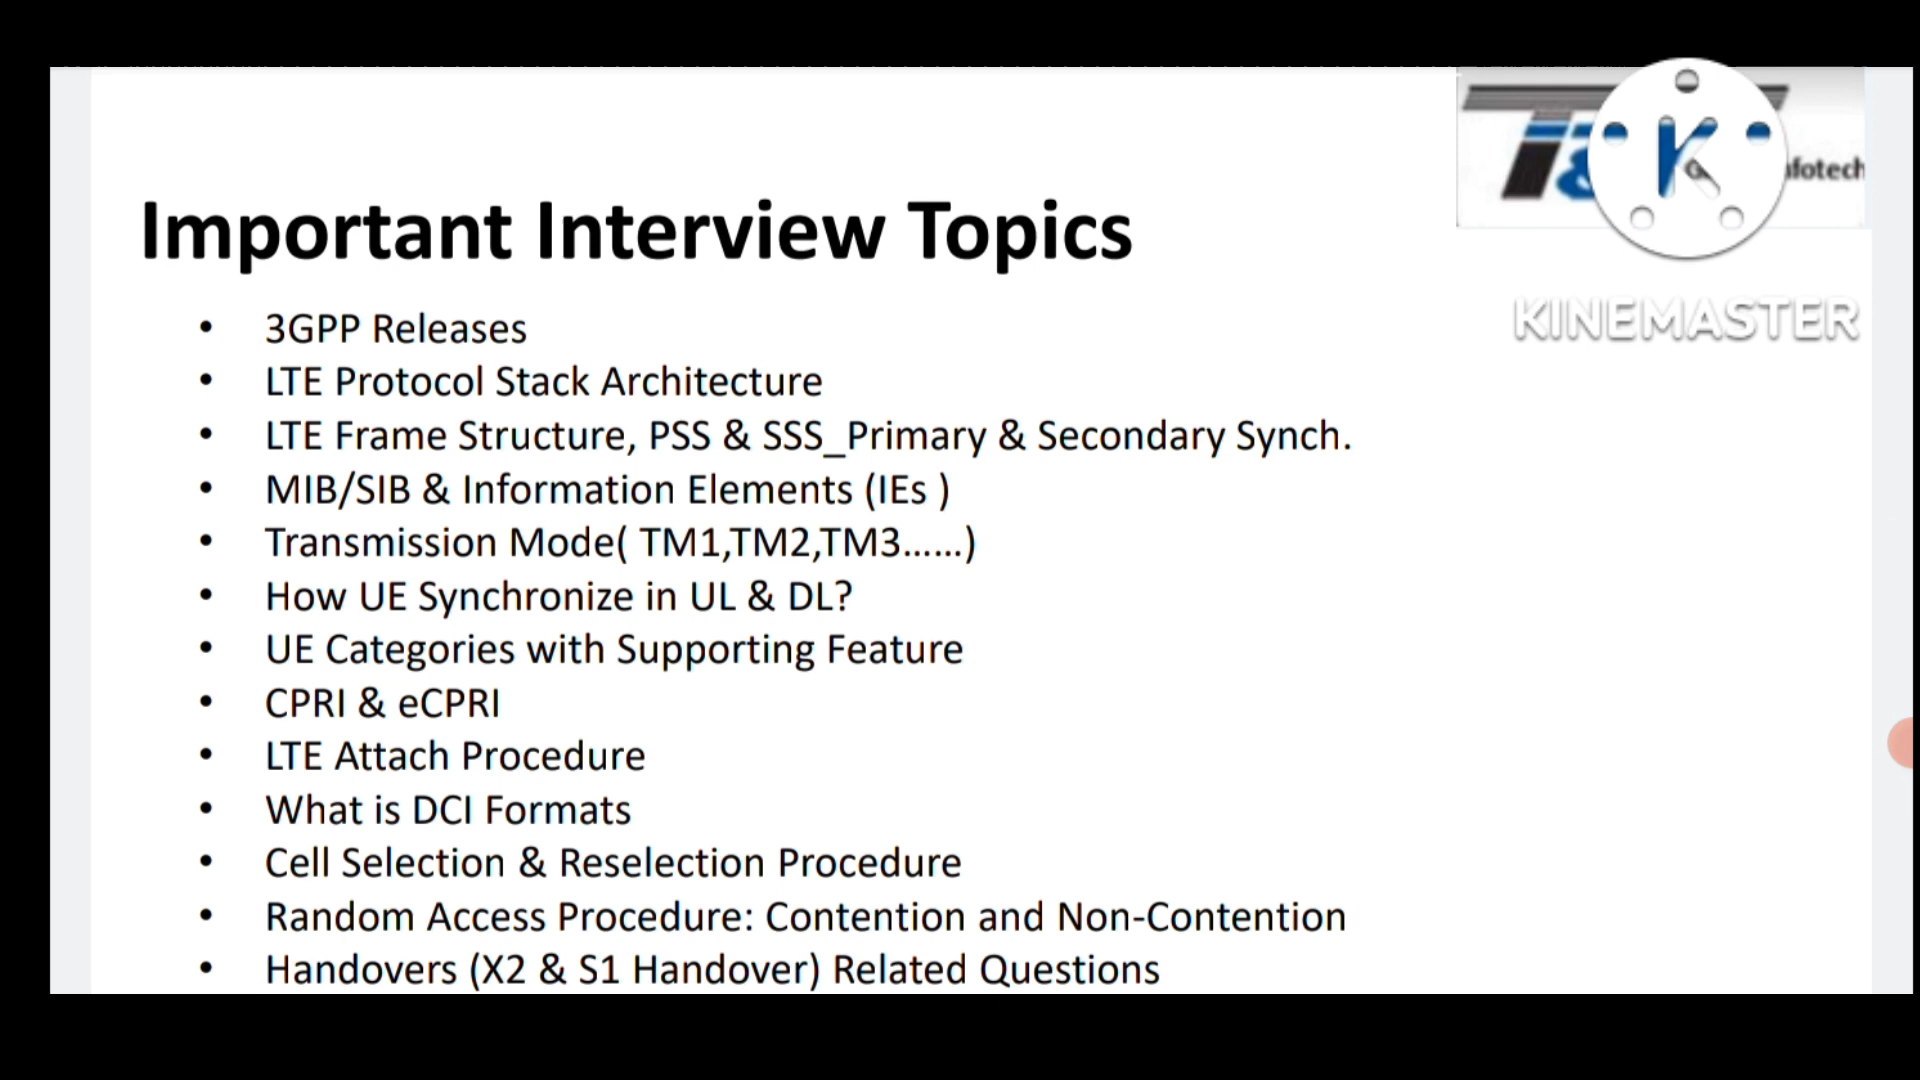 T&
K
nfotech
KINEMASTER
Important Interview Topics
• 3GPP Releases
• LTE Protocol Stack Architecture
• LTE Frame Structure, PSS & SSS_Primary & Secondary Synch.
• MIB/SIB & Information Elements (IEs )
• Transmission Mode( TM1,TM2,TM3......)
• How UE Synchronize in UL & DL?
• UE Categories with Supporting Feature
• CPRI & eCPRI
• LTE Attach Procedure
• What is DCI Formats
• Cell Selection & Reselection Procedure
• Random Access Procedure: Contention and Non-Contention
• Handovers (X2 & S1 Handover) Related Questions